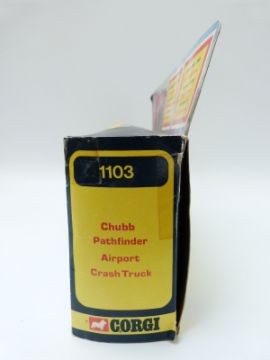 1103
Chubb
Pathfinder
Airport
Crash Truck
CORGI